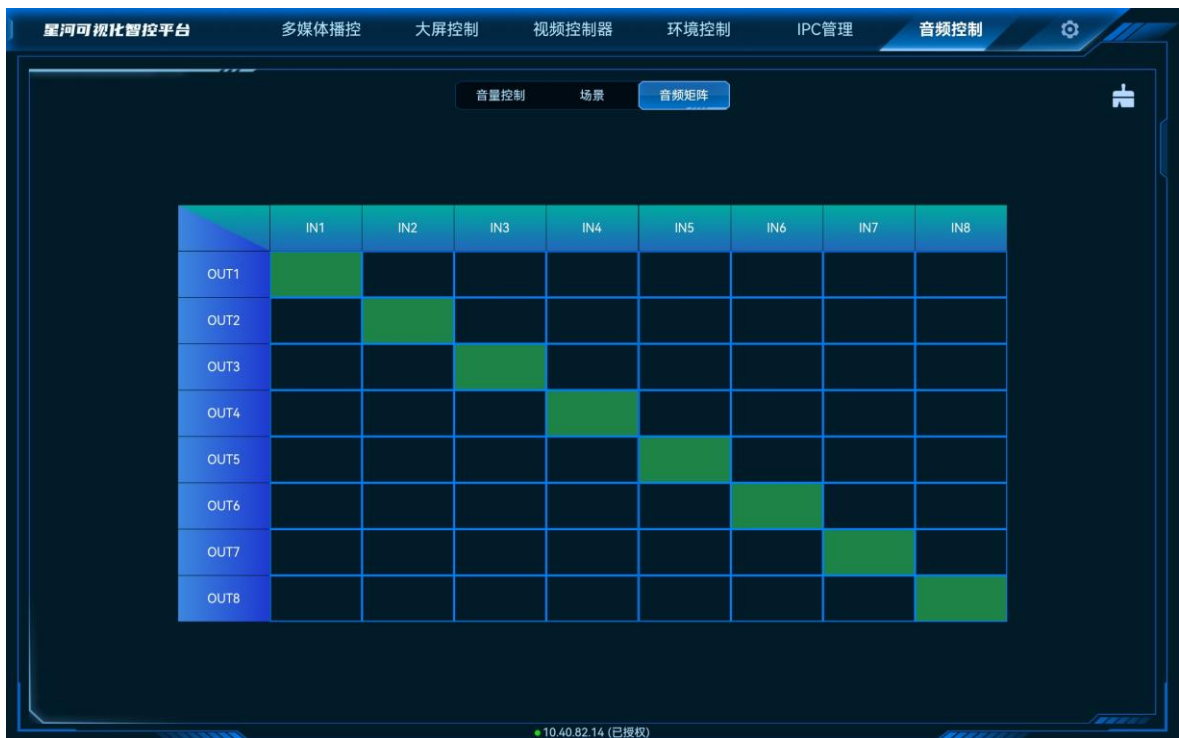 星河可视化智控平台 多媒体播控 大屏控制 视频控制器 环境控制 IPC管理 音频控制
音量控制 场景 音频矩阵
IN1 IN2 IN3 IN4 IN5 IN6 IN7 IN8
OUT1
OUT2
OUT3
OUT4
OUT5
OUT6
OUT7
OUT8
10.40.82.14 (已授权)